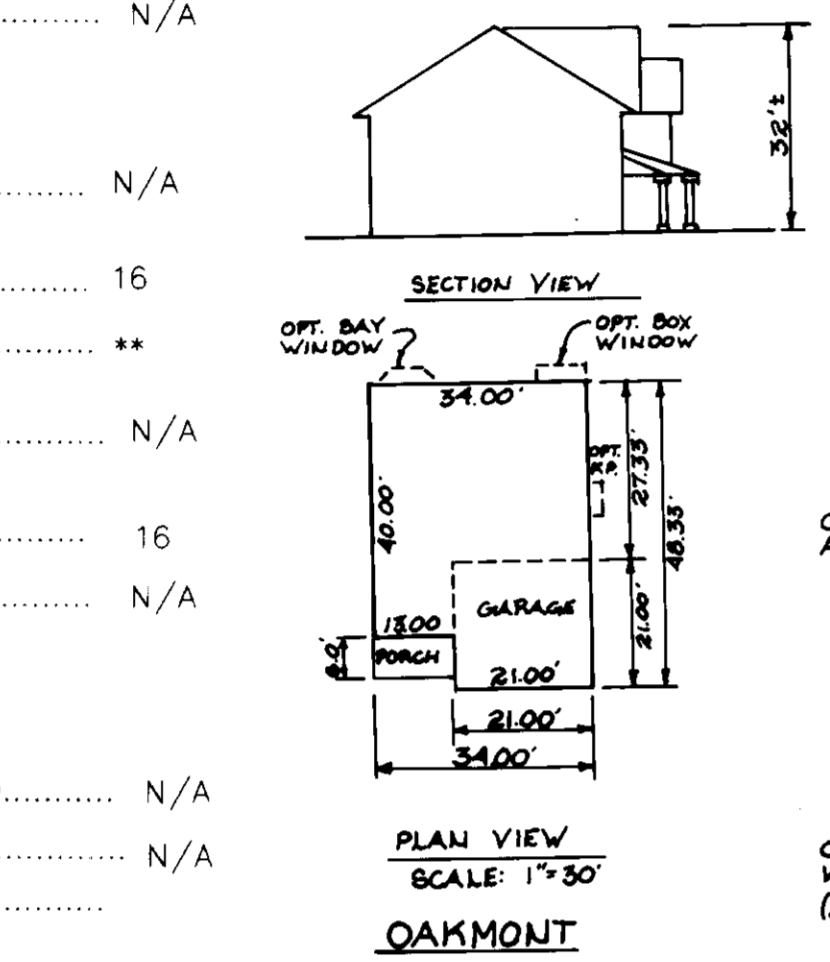 .......... N/A
32'±
......... N/A
......... 16
SECTION VIEW
OPT. BAY
WINDOW
OPT. BOX
WINDOW
.......... **
34.00'
.......... N/A
OPT.
27.33'
40.00'
48.33'
......... 16
.......... N/A
GARAGE
21.00'
13.00
PORCH
21.00'
21.00'
34.00'
........... N/A
........... N/A
PLAN VIEW
SCALE: 1"=30'
OAKMONT